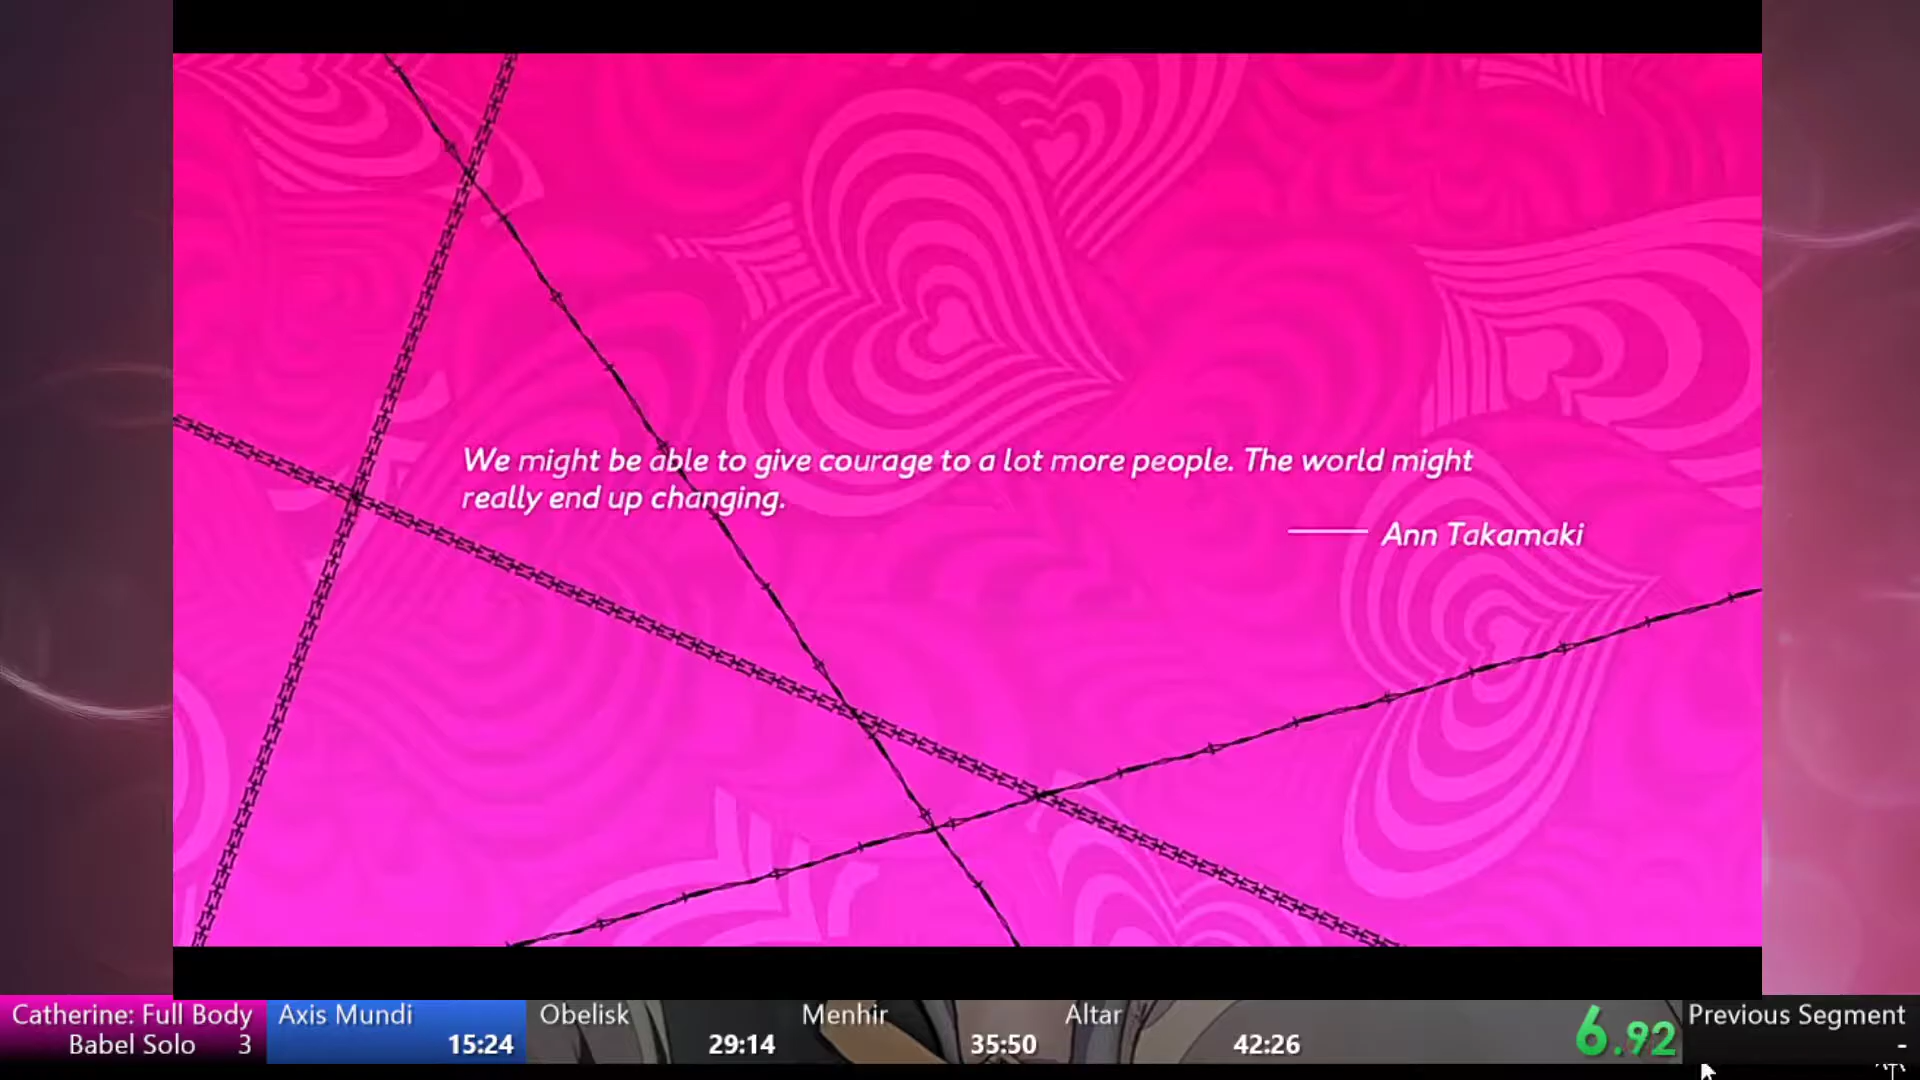 We might be able to give courage to a lot more people. The world might
really end up changing.
Ann Takamaki
Catherine: Full Body
Babel Solo 3
Axis Mundi
15:24
Obelisk
29:14
Menhir
35:50
Altar
42:26
6.92
Previous Segment
-